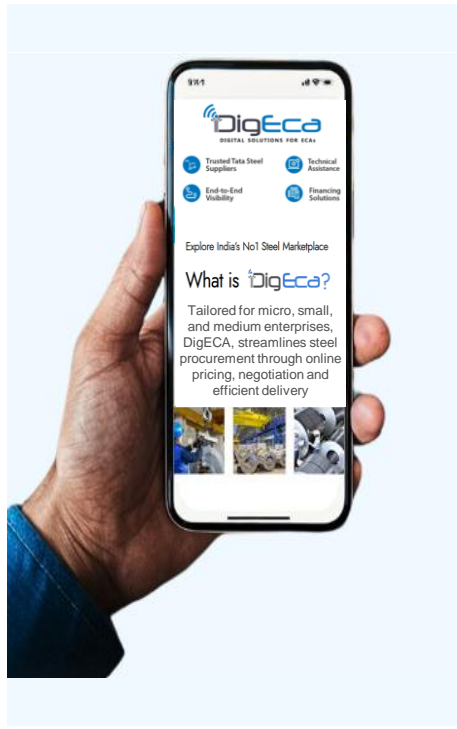 DigEca
DIGITAL SOLUTIONS FOR ECAs
Trusted Tata Steel
Suppliers
Technical
Assistance
End-to-End
Visibility
Financing
Solutions
Explore India's No1 Steel Marketplace
What is DigEca?
Tailored for micro, small,
and medium enterprises,
DigECA, streamlines steel
procurement through online
pricing, negotiation and
efficient delivery